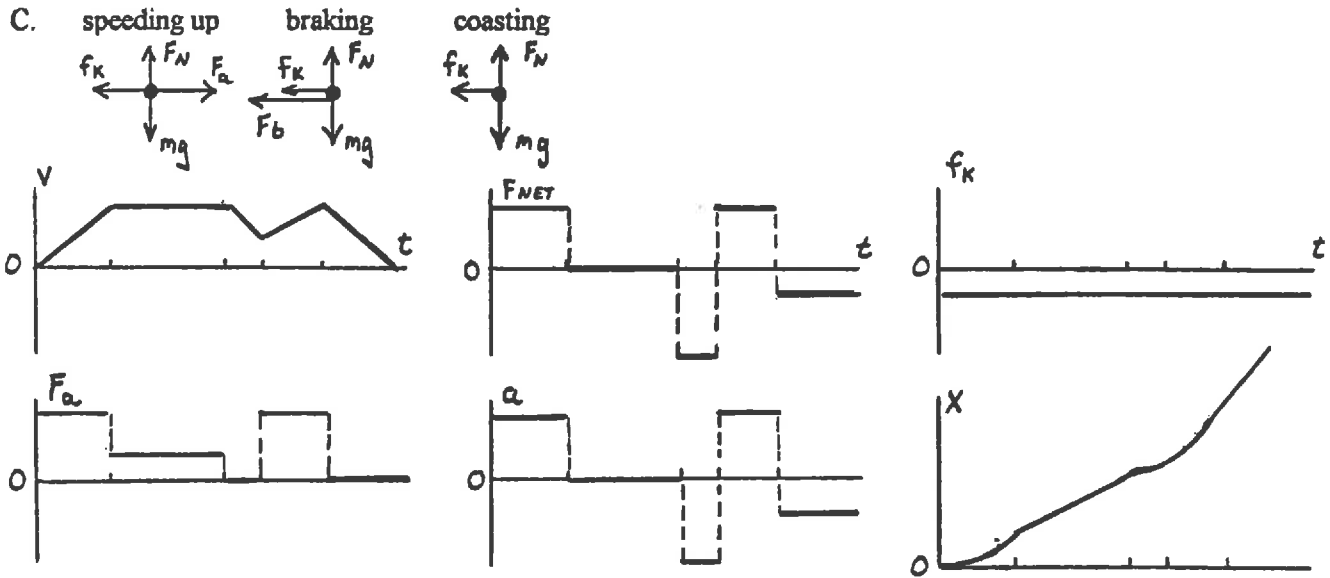 C. speeding up braking coasting
FN FN FN
fK Fa fK fK
Fb
mg mg mg
V FNET fK
t t t
0 0 0
Fa a X
0 0
0